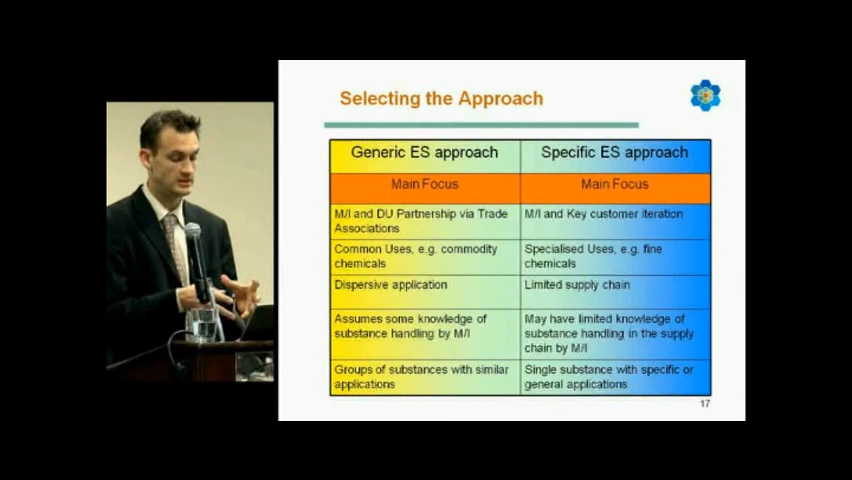 Selecting the Approach
Generic ES approach
Specific ES approach
Main Focus
Main Focus
M/I and DU Partnership via Trade
Associations
M/I and Key customer iteration
Common Uses, e.g. commodity
chemicals
Specialised Uses, e.g. fine
chemicals
Dispersive application
Limited supply chain
Assumes some knowledge of
substance handling by M/I
May have limited knowledge of
substance handling in the supply
chain by M/I
Groups of substances with similar
applications
Single substance with specific or
general applications
17